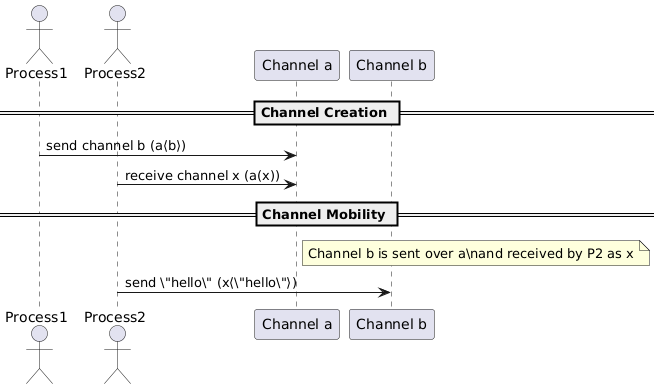 Process1
Process2
Channel a
Channel b
Channel Creation
send channel b (a⟨b⟩)
receive channel x (a(x))
Channel Mobility
Channel b is sent over a\nand received by P2 as x
send \"hello\" (x⟨\"hello\"⟩)
Process1
Process2
Channel a
Channel b